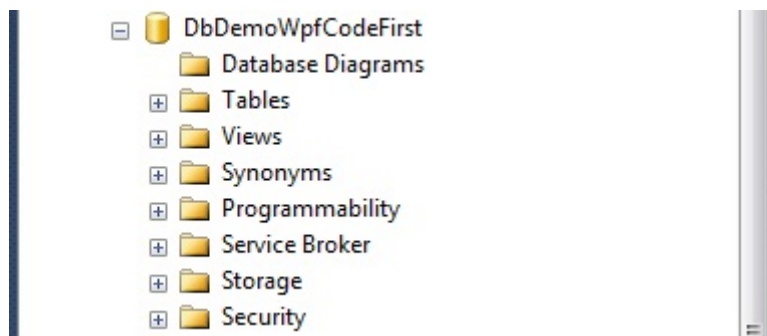 DbDemoWpfCodeFirst
Database Diagrams
Tables
Views
Synonyms
Programmability
Service Broker
Storage
Security